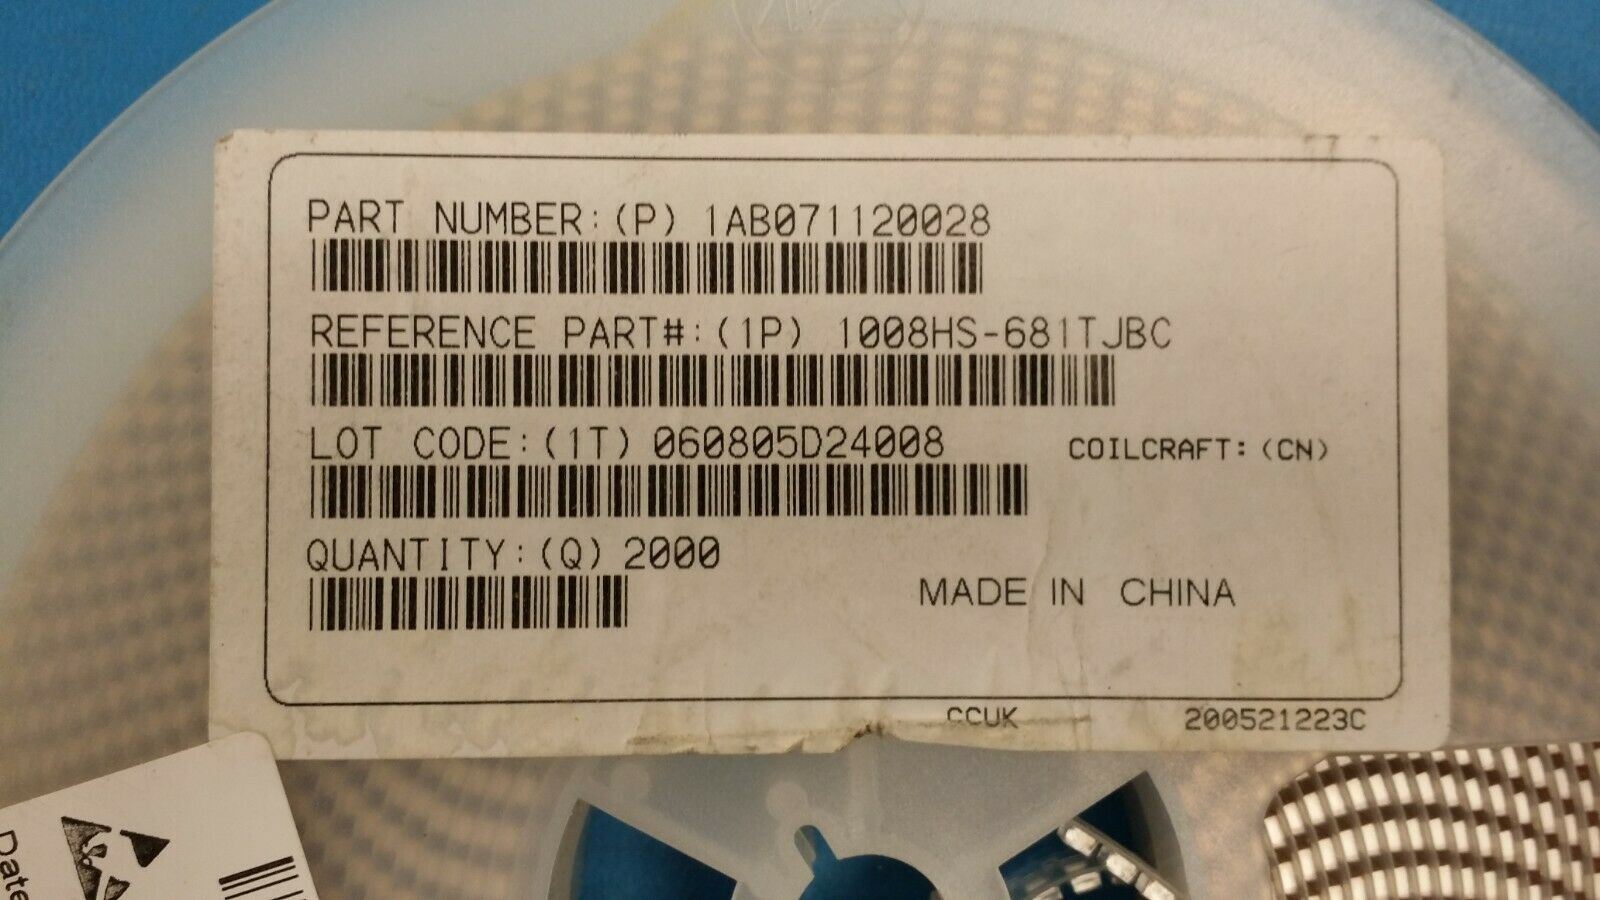 PART NUMBER:(P) 1AB071120028
REFERENCE PART#:(1P) 1008HS-681TJBC
LOT CODE:(1T) 060805D24008
COILCRAFT:(CN)
QUANTITY:(Q) 2000
MADE IN CHINA
CCUK 200521223C
Date